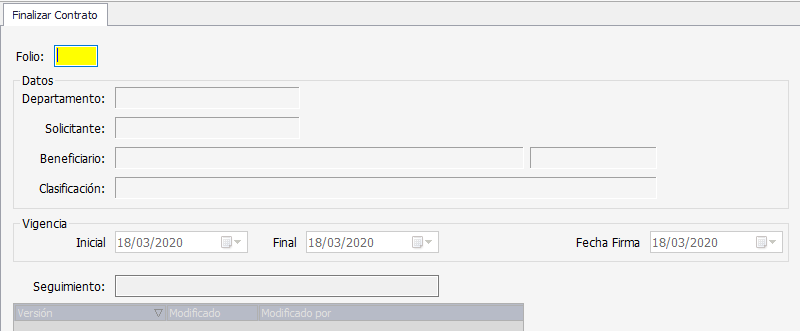 Finalizar Contrato
Folio:
Datos
Departamento:
Solicitante:
Beneficiario:
Clasificación:
Vigencia
Inicial 18/03/2020 Final 18/03/2020 Fecha Firma 18/03/2020
Seguimiento:
Versión Modificado Modificado por